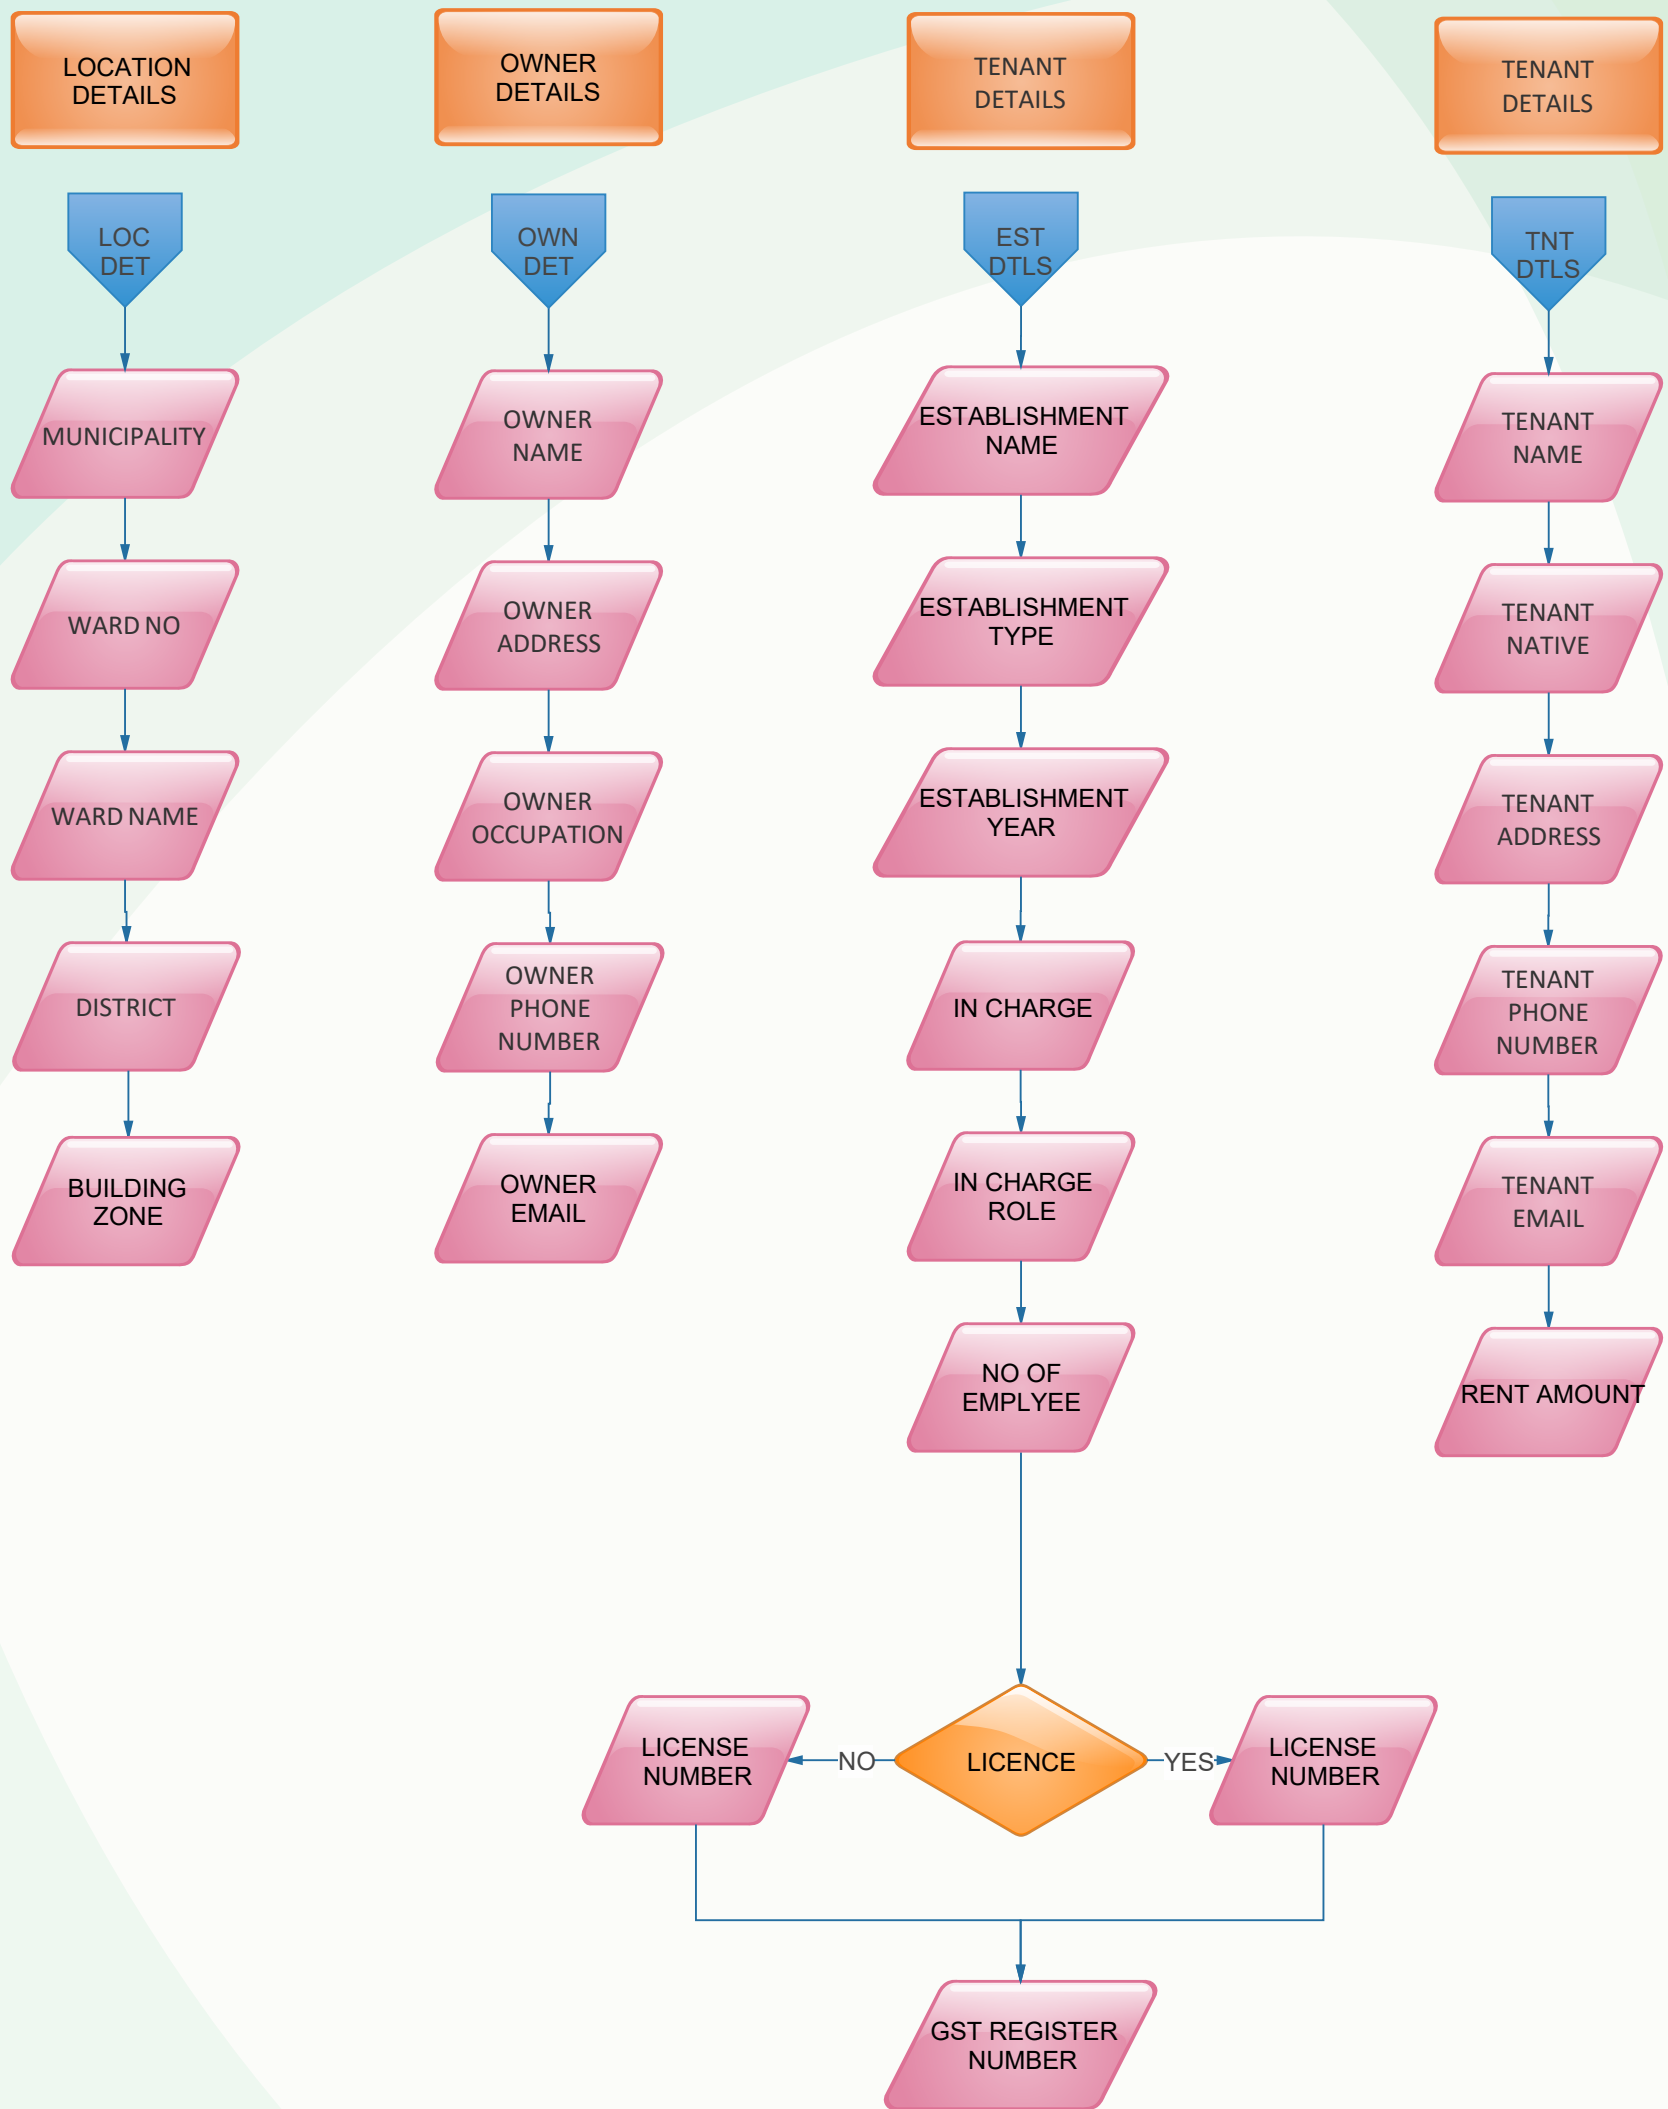 LOCATION
DETAILS
LOC
DET
MUNICIPALITY
WARD NO
WARD NAME
DISTRICT
BUILDING
ZONE
OWNER
DETAILS
OWN
DET
OWNER
NAME
OWNER
ADDRESS
OWNER
OCCUPATION
OWNER
PHONE
NUMBER
OWNER
EMAIL
TENANT
DETAILS
EST
DTLS
ESTABLISHMENT
NAME
ESTABLISHMENT
TYPE
ESTABLISHMENT
YEAR
IN CHARGE
IN CHARGE
ROLE
NO OF
EMPLYEE
LICENCE
NO
LICENSE
NUMBER
YES
LICENSE
NUMBER
GST REGISTER
NUMBER
TENANT
DETAILS
TNT
DTLS
TENANT
NAME
TENANT
NATIVE
TENANT
ADDRESS
TENANT
PHONE
NUMBER
TENANT
EMAIL
RENT AMOUNT